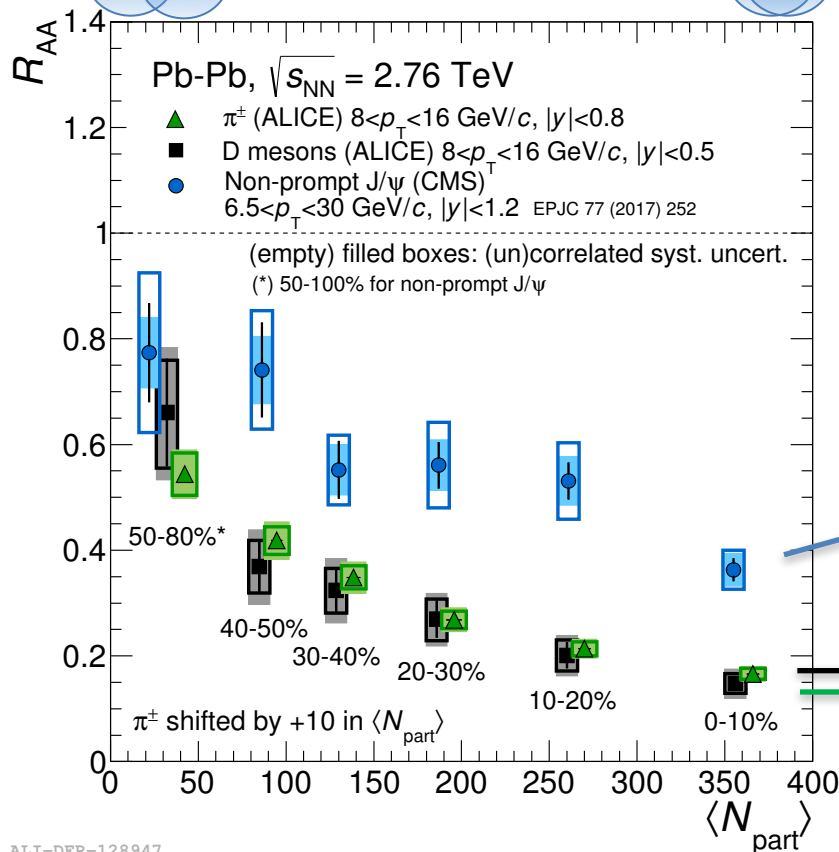 1.4
R_AA
Pb-Pb, √s_NN = 2.76 TeV
π± (ALICE) 8<p_T<16 GeV/c, |y|<0.8
1.2
D mesons (ALICE) 8<p_T<16 GeV/c, |y|<0.5
Non-prompt J/ψ (CMS)
6.5<p_T<30 GeV/c, |y|<1.2 EPJC 77 (2017) 252
1
(empty) filled boxes: (un)correlated syst. uncert.
(*) 50-100% for non-prompt J/ψ
0.8
0.6
50-80%*
0.4
40-50%
30-40%
20-30%
0.2
10-20%
0-10%
π± shifted by +10 in ⟨N_part⟩
0
0 50 100 150 200 250 300 350 400
⟨N_part⟩
ALI-DER-128947